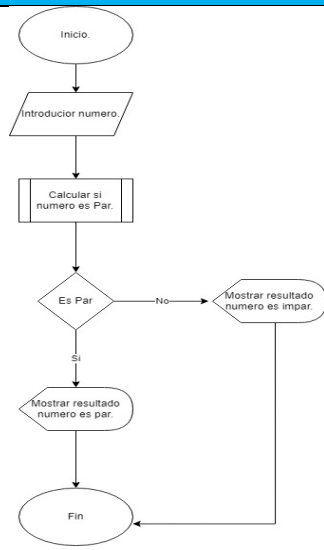 Inicio.
Introducior numero.
Calcular si
numero es Par.
Es Par
No
Mostrar resultado
numero es impar.
Si
Mostrar resultado
numero es par.
Fin